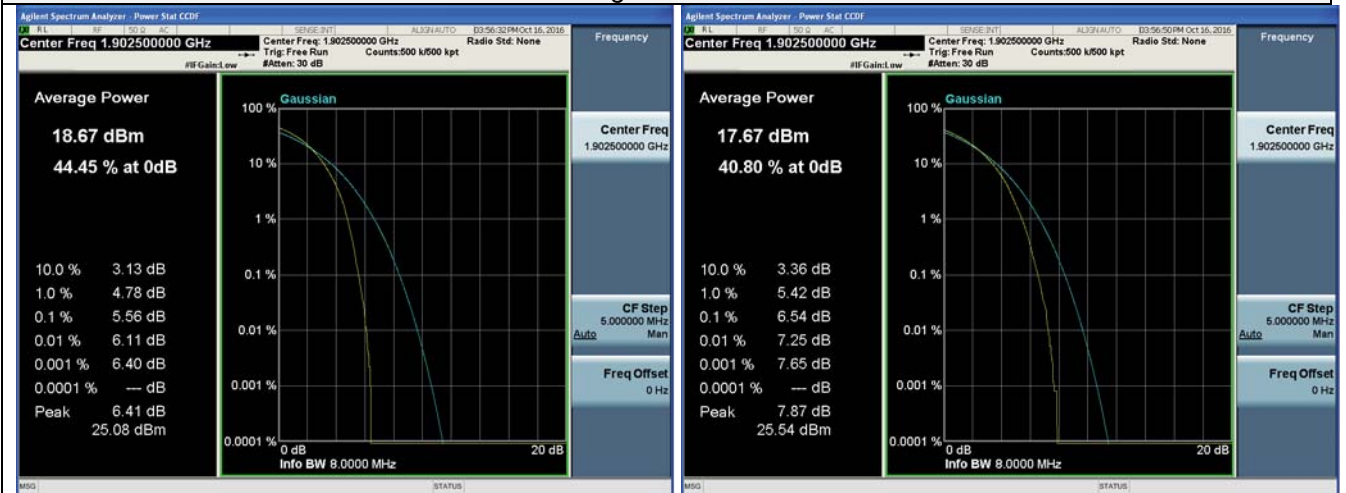 Agilent Spectrum Analyzer - Power Stat CCDF
RL RF 50 Ω AC SENSE:INT ALIGN AUTO 03:56:32 PM Oct 16, 2016
Center Freq 1.902500000 GHz
Center Freq: 1.902500000 GHz
Radio Std: None
Trig: Free Run Counts:500 k/500 kpt
#IFGain:Low #Atten: 30 dB
Frequency
Average Power
18.67 dBm
44.45 % at 0dB
10.0 % 3.13 dB
1.0 % 4.78 dB
0.1 % 5.56 dB
0.01 % 6.11 dB
0.001 % 6.40 dB
0.0001 % --- dB
Peak 6.41 dB
25.08 dBm
Gaussian
100 %
10 %
1 %
0.1 %
0.01 %
0.001 %
0.0001 %
0 dB 20 dB
Info BW 8.0000 MHz
Center Freq
1.902500000 GHz
CF Step
5.000000 MHz
Auto Man
Freq Offset
0 Hz
MSG STATUS
Agilent Spectrum Analyzer - Power Stat CCDF
RL RF 50 Ω AC SENSE:INT ALIGN AUTO 03:56:50 PM Oct 16, 2016
Center Freq 1.902500000 GHz
Center Freq: 1.902500000 GHz
Radio Std: None
Trig: Free Run Counts:500 k/500 kpt
#IFGain:Low #Atten: 30 dB
Frequency
Average Power
17.67 dBm
40.80 % at 0dB
10.0 % 3.36 dB
1.0 % 5.42 dB
0.1 % 6.54 dB
0.01 % 7.25 dB
0.001 % 7.65 dB
0.0001 % --- dB
Peak 7.87 dB
25.54 dBm
Gaussian
100 %
10 %
1 %
0.1 %
0.01 %
0.001 %
0.0001 %
0 dB 20 dB
Info BW 8.0000 MHz
Center Freq
1.902500000 GHz
CF Step
5.000000 MHz
Auto Man
Freq Offset
0 Hz
MSG STATUS